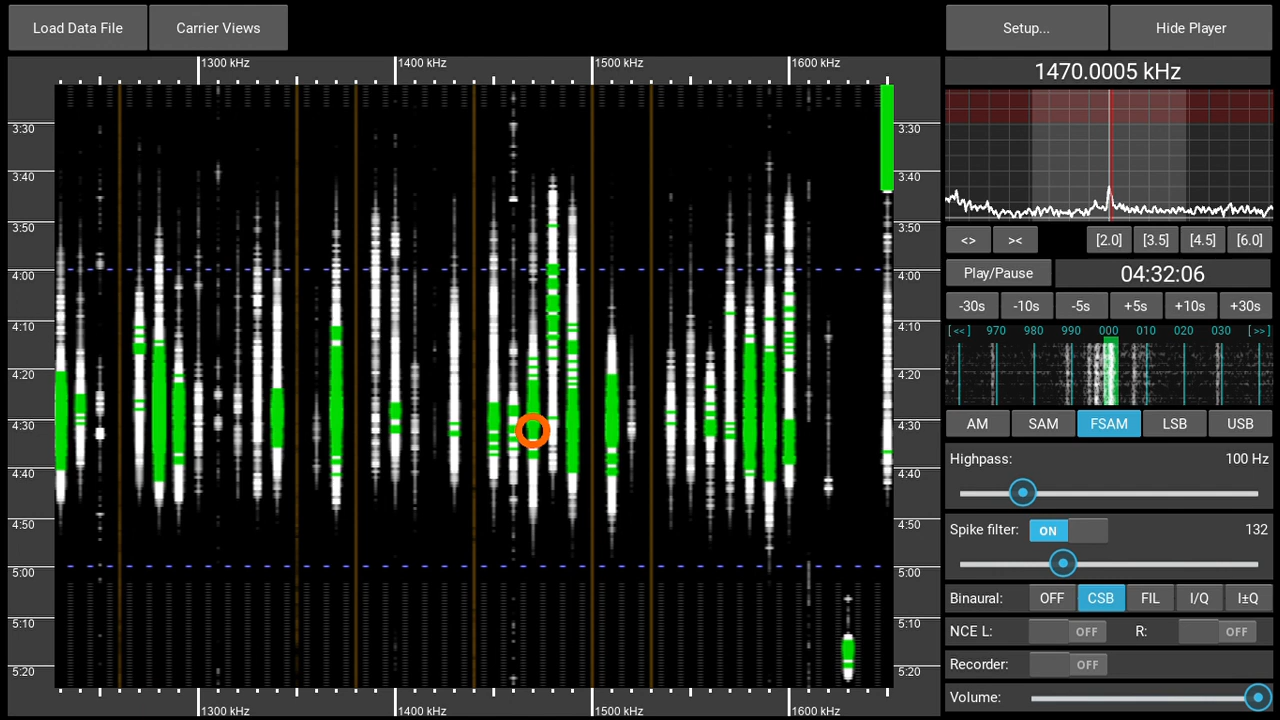 Load Data File
Carrier Views
Setup...
Hide Player
1300 kHz
1400 kHz
1500 kHz
1600 kHz
1470.0005 kHz
3:30
3:30
3:40
3:40
3:50
3:50
4:00
4:00
4:10
4:10
4:20
4:20
4:30
4:30
4:40
4:40
4:50
4:50
5:00
5:00
5:10
5:10
5:20
5:20
1300 kHz
1400 kHz
1500 kHz
1600 kHz
<> >< [2.0] [3.5] [4.5] [6.0]
Play/Pause 04:32:06
-30s -10s -5s +5s +10s +30s
[<<] 970 980 990 000 010 020 030 [>>]
AM SAM FSAM LSB USB
Highpass: 100 Hz
Spike filter: ON 132
Binaural: OFF CSB FIL I/Q I±Q
NCE L: OFF R: OFF
Recorder: OFF
Volume: